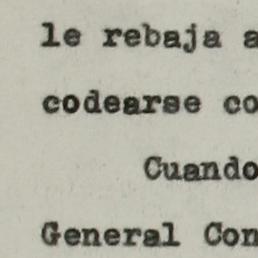 le rebaja a
codearse co
Cuando
General Con